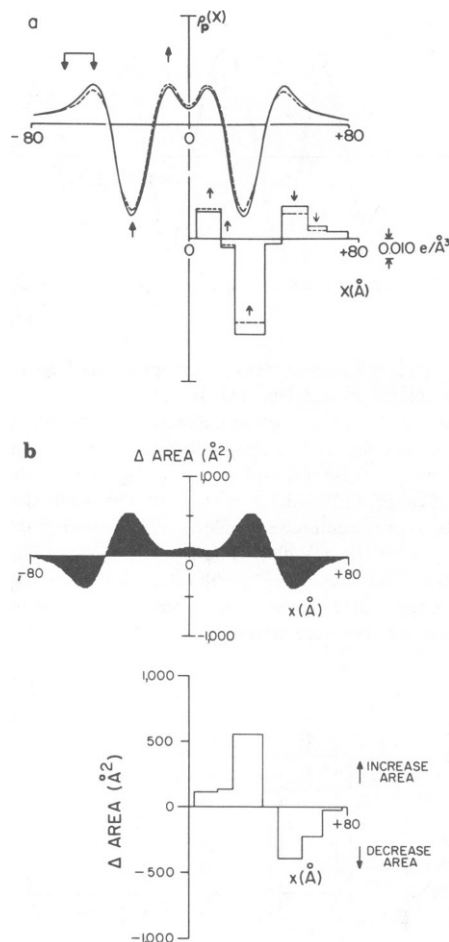 a
ρp(X)
-80
0
+80
+80
0.010 e/Å³
X(Å)
b
Δ AREA (Å²)
1,000
-80
0
+80
x(Å)
-1,000
1,000
500
0
-500
-1,000
Δ AREA (Å²)
INCREASE
AREA
+80
x(Å)
DECREASE
AREA